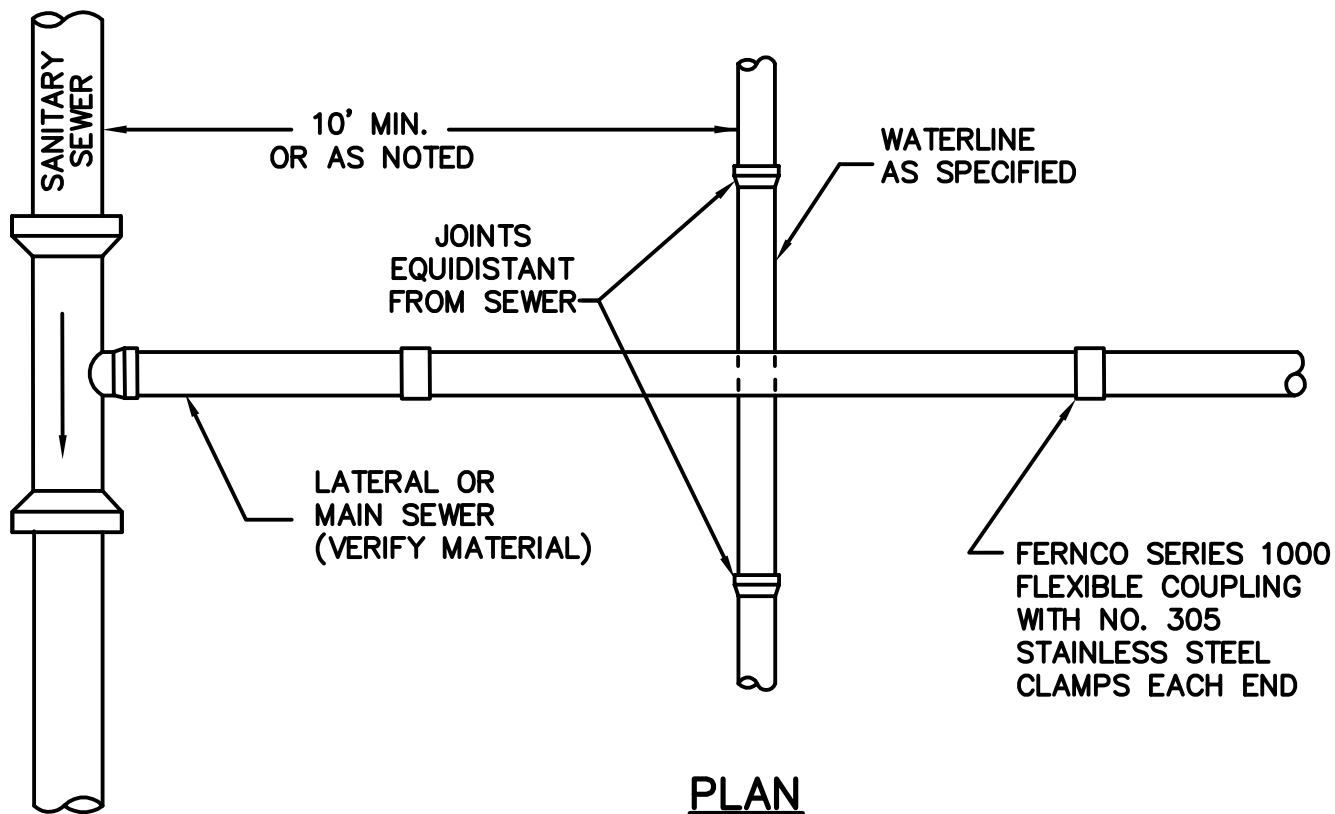 SANITARY
SEWER
10' MIN.
OR AS NOTED
WATERLINE
AS SPECIFIED
JOINTS
EQUIDISTANT
FROM SEWER
LATERAL OR
MAIN SEWER
(VERIFY MATERIAL)
FERNCO SERIES 1000
FLEXIBLE COUPLING
WITH NO. 305
STAINLESS STEEL
CLAMPS EACH END
PLAN